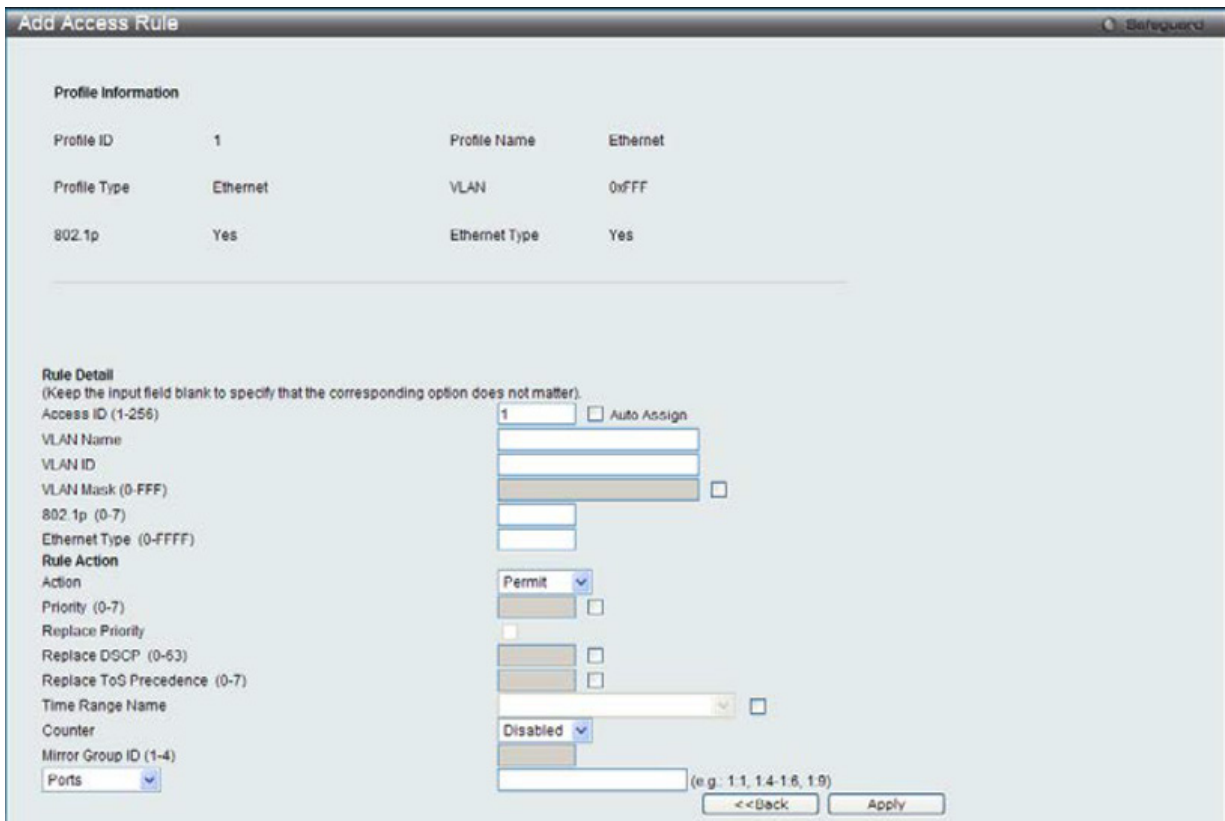 Add Access Rule Safeguard
Profile Information
Profile ID 1 Profile Name Ethernet
Profile Type Ethernet VLAN 0xFFF
802.1p Yes Ethernet Type Yes
Rule Detail
(Keep the input field blank to specify that the corresponding option does not matter).
Access ID (1-256) 1 Auto Assign
VLAN Name
VLAN ID
VLAN Mask (0-FFF)
802.1p (0-7)
Ethernet Type (0-FFFF)
Rule Action
Action Permit
Priority (0-7)
Replace Priority
Replace DSCP (0-63)
Replace ToS Precedence (0-7)
Time Range Name
Counter Disabled
Mirror Group ID (1-4)
Ports (e.g.: 1:1, 1:4-1:6, 1:9)
<<Back Apply